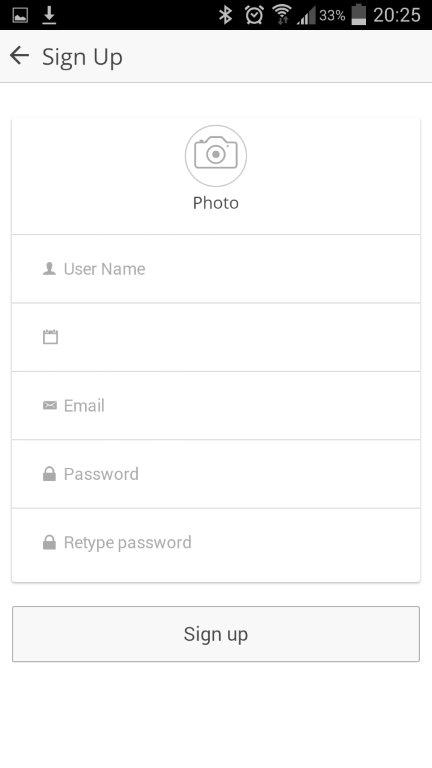 33% 20:25
Sign Up
Photo
User Name
Email
Password
Retype password
Sign up